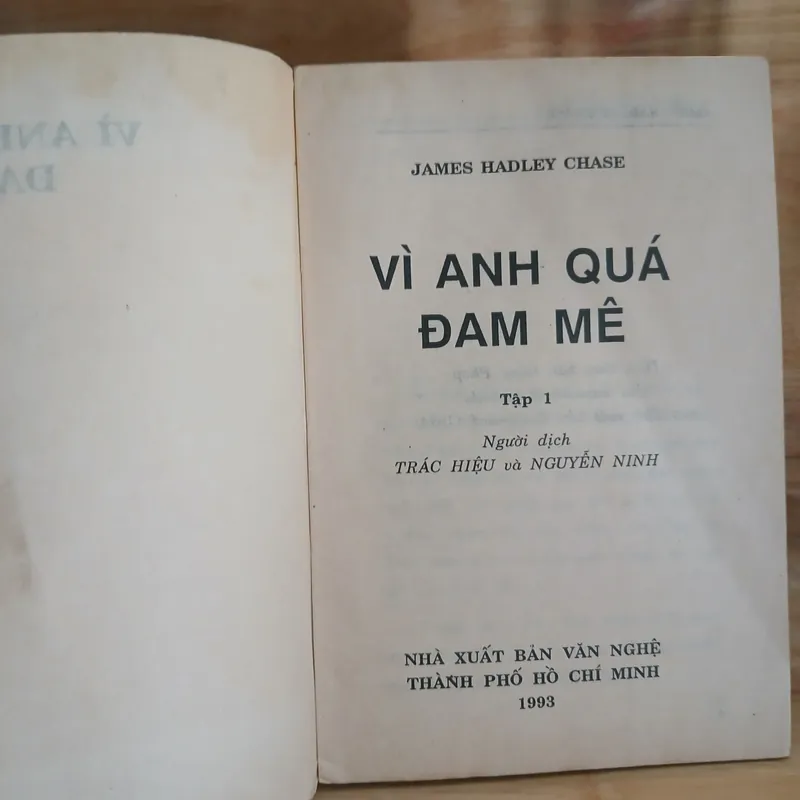 JAMES HADLEY CHASE
VÌ ANH QUÁ
ĐAM MÊ
Tập 1
Người dịch
TRÁC HIỆU và NGUYỄN NINH
NHÀ XUẤT BẢN VĂN NGHỆ
THÀNH PHỐ HỒ CHÍ MINH
1993